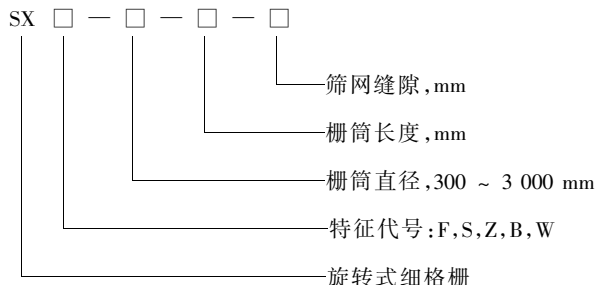 SX □ — □ — □ — □
筛网缝隙,mm
栅筒长度,mm
栅筒直径,300 ~ 3 000 mm
特征代号:F,S,Z,B,W
旋转式细格栅